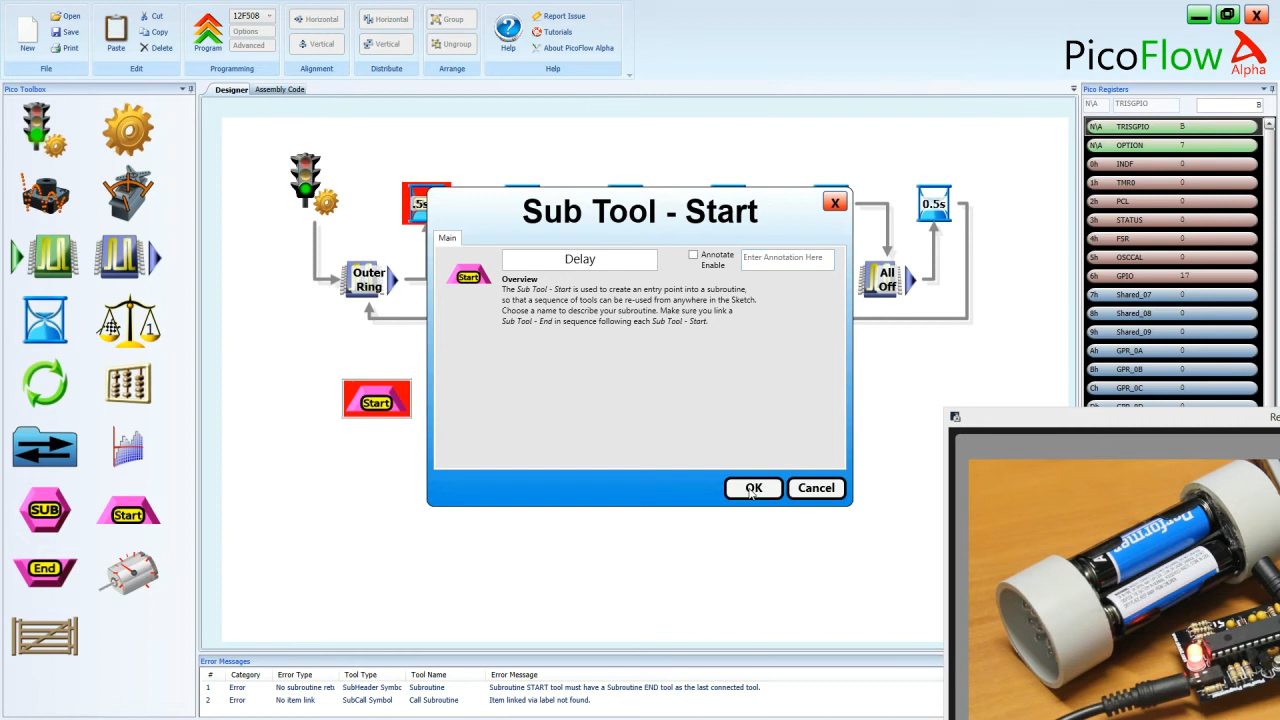 Open
Save
Print
New
File
Cut
Copy
Delete
Paste
Edit
Program
12F508
Options
Advanced
Programming
Horizontal
Vertical
Alignment
Horizontal
Vertical
Distribute
Group
Ungroup
Arrange
Help
Report Issue
Tutorials
About PicoFlow Alpha
Help
PicoFlow
Alpha
Pico Toolbox
Designer
Assembly Code
Pico Registers
N\A TRISGPIO B
N\A TRISGPIO B
N\A OPTION 7
0h INDF 0
1h TMR0 0
2h PCL 0
3h STATUS 0
4h FSR 0
5h OSCCAL 0
6h GPIO 17
7h Shared_07 0
8h Shared_08 0
9h Shared_09 0
Ah GPR_0A 0
Bh GPR_0B 0
Ch GPR_0C 0
1
SUB
Start
End
.5s
0.5s
Outer
Ring
All
Off
Start
Sub Tool - Start
X
Main
Delay
Annotate
Enable
Enter Annotation Here
Start
Overview
The Sub Tool - Start is used to create an entry point into a subroutine,
so that a sequence of tools can be re-used from anywhere in the Sketch.
Choose a name to describe your subroutine. Make sure you link a
Sub Tool - End in sequence following each Sub Tool - Start.
OK
Cancel
Error Messages
# Category Error Type Tool Type Tool Name Error Message
1 Error No subroutine retu SubHeader Symbo Subroutine Subroutine START tool must have a Subroutine END tool as the last connected tool.
2 Error No item link SubCall Symbol Call Subroutine Item linked via label not found.
Re
Performer